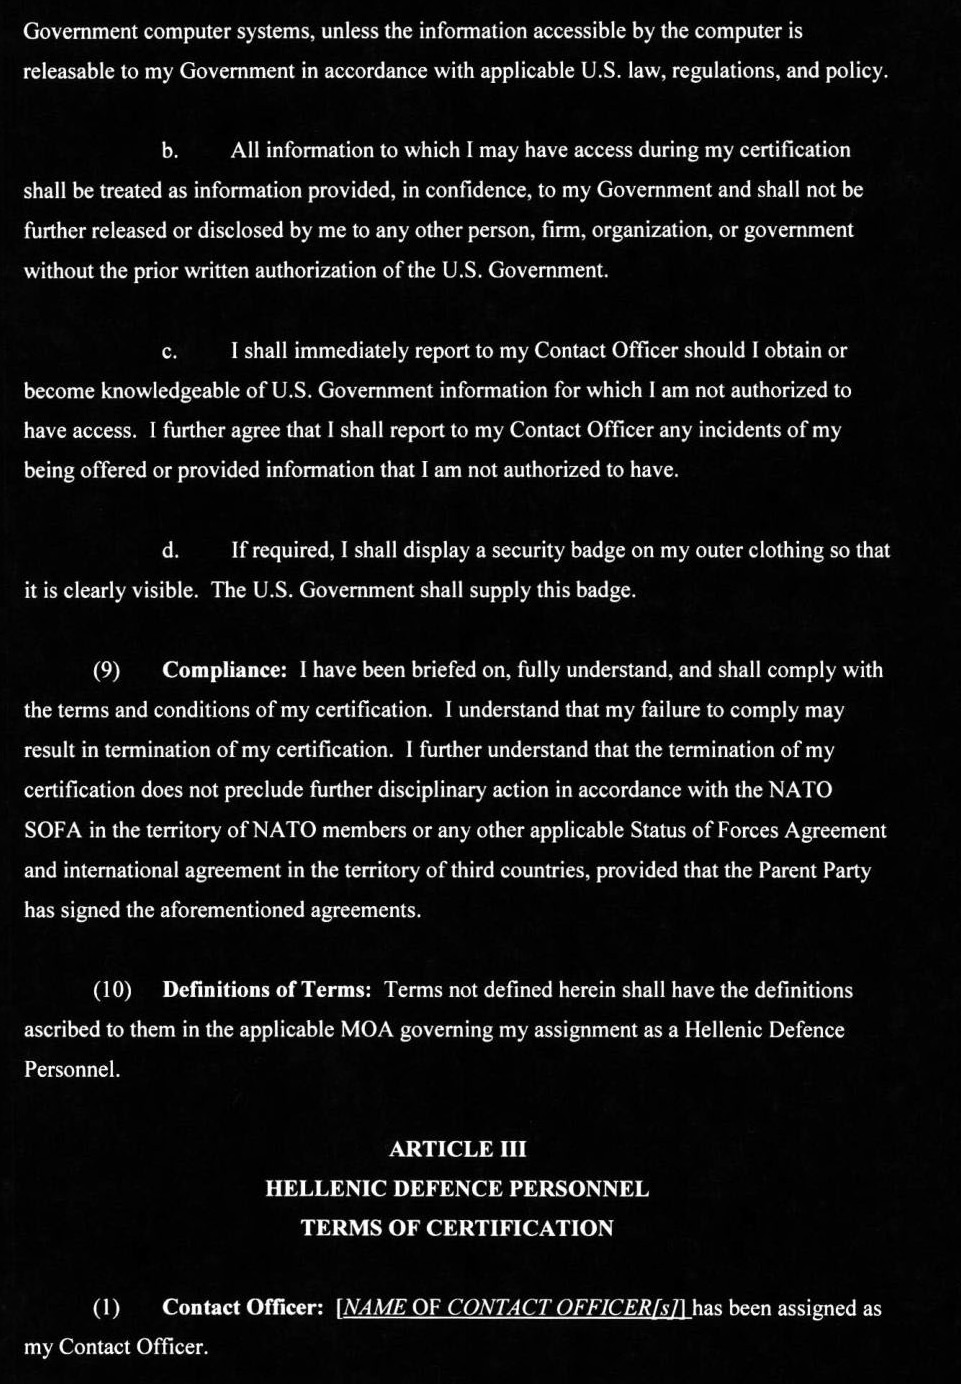 Government computer systems, unless the information accessible by the computer is
releasable to my Government in accordance with applicable U.S. law, regulations, and policy.
b. All information to which I may have access during my certification
shall be treated as information provided, in confidence, to my Government and shall not be
further released or disclosed by me to any other person, firm, organization, or government
without the prior written authorization of the U.S. Government.
c. I shall immediately report to my Contact Officer should I obtain or
become knowledgeable of U.S. Government information for which I am not authorized to
have access. I further agree that I shall report to my Contact Officer any incidents of my
being offered or provided information that I am not authorized to have.
d. If required, I shall display a security badge on my outer clothing so that
it is clearly visible. The U.S. Government shall supply this badge.
(9) Compliance: I have been briefed on, fully understand, and shall comply with
the terms and conditions of my certification. I understand that my failure to comply may
result in termination of my certification. I further understand that the termination of my
certification does not preclude further disciplinary action in accordance with the NATO
SOFA in the territory of NATO members or any other applicable Status of Forces Agreement
and international agreement in the territory of third countries, provided that the Parent Party
has signed the aforementioned agreements.
(10) Definitions of Terms: Terms not defined herein shall have the definitions
ascribed to them in the applicable MOA governing my assignment as a Hellenic Defence
Personnel.
ARTICLE III
HELLENIC DEFENCE PERSONNEL
TERMS OF CERTIFICATION
(1) Contact Officer: [NAME OF CONTACT OFFICER[s]] has been assigned as
my Contact Officer.